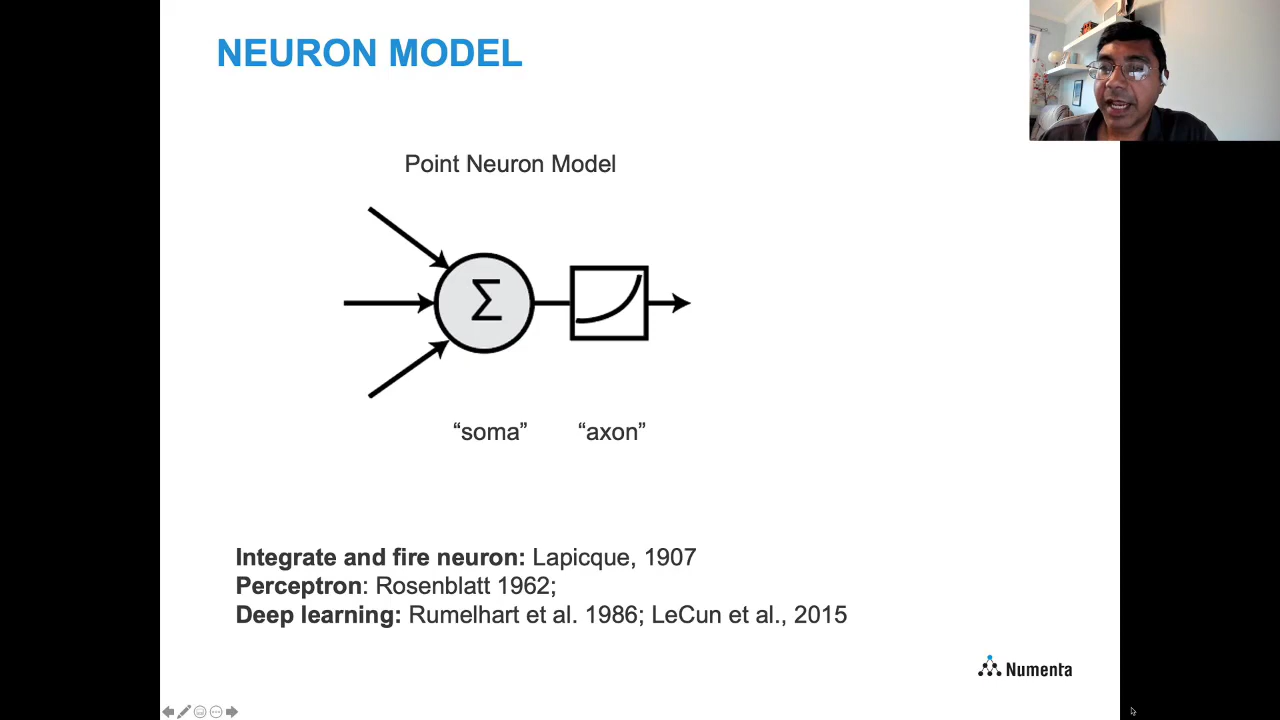 NEURON MODEL
Point Neuron Model
Σ
“soma” “axon”
Integrate and fire neuron: Lapicque, 1907
Perceptron: Rosenblatt 1962;
Deep learning: Rumelhart et al. 1986; LeCun et al., 2015
Numenta